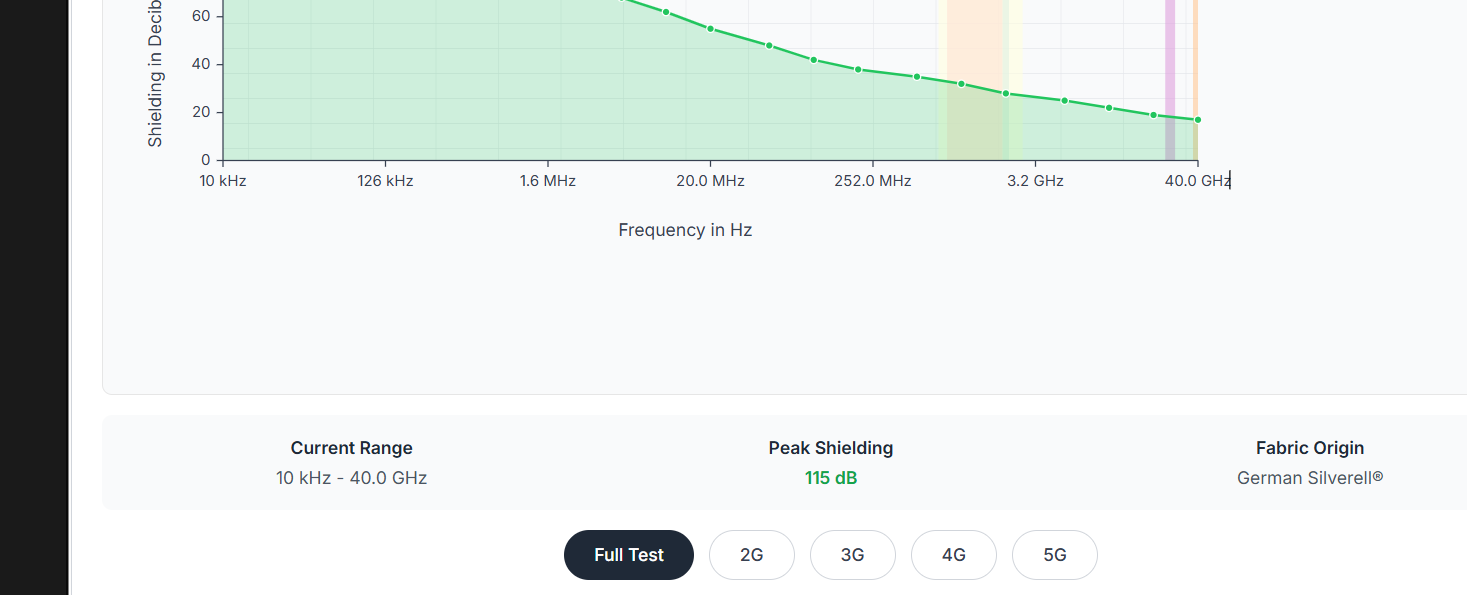 Shielding in Decib
60
40
20
0
10 kHz
126 kHz
1.6 MHz
20.0 MHz
252.0 MHz
3.2 GHz
40.0 GHz
Frequency in Hz
Current Range
10 kHz - 40.0 GHz
Peak Shielding
115 dB
Fabric Origin
German Silverell®
Full Test
2G
3G
4G
5G